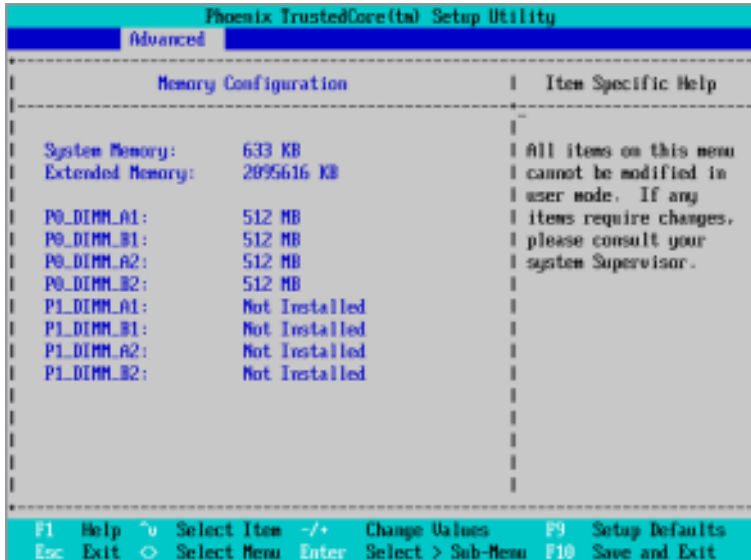 Phoenix TrustedCore(tm) Setup Utility
Advanced
Memory Configuration
Item Specific Help
System Memory: 633 KB
Extended Memory: 2095616 KB
P0_DIMM_A1: 512 MB
P0_DIMM_B1: 512 MB
P0_DIMM_A2: 512 MB
P0_DIMM_B2: 512 MB
P1_DIMM_A1: Not Installed
P1_DIMM_B1: Not Installed
P1_DIMM_A2: Not Installed
P1_DIMM_B2: Not Installed
All items on this menu
cannot be modified in
user mode. If any
items require changes,
please consult your
system Supervisor.
F1 Help ^v Select Item -/+ Change Values F9 Setup Defaults
Esc Exit <> Select Menu Enter Select > Sub-Menu F10 Save and Exit